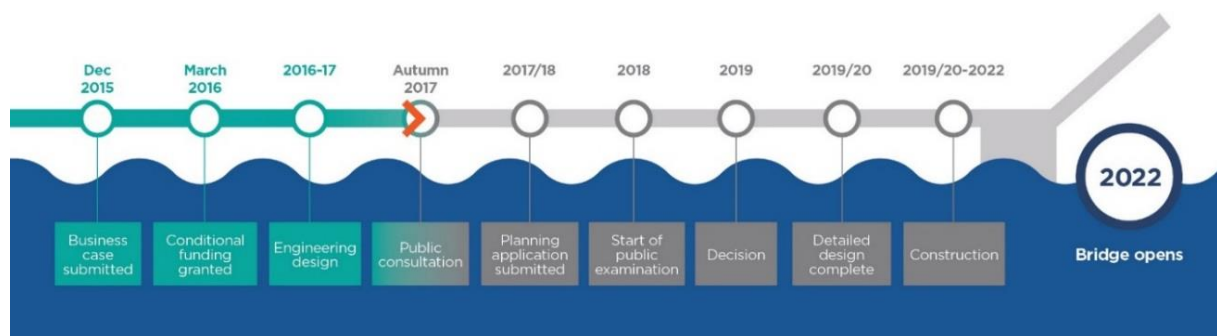 Dec
2015
March
2016
2016-17
Autumn
2017
2017/18
2018
2019
2019/20
2019/20-2022
Business
case
submitted
Conditional
funding
granted
Engineering
design
Public
consultation
Planning
application
submitted
Start of
public
examination
Decision
Detailed
design
complete
Construction
2022
Bridge opens